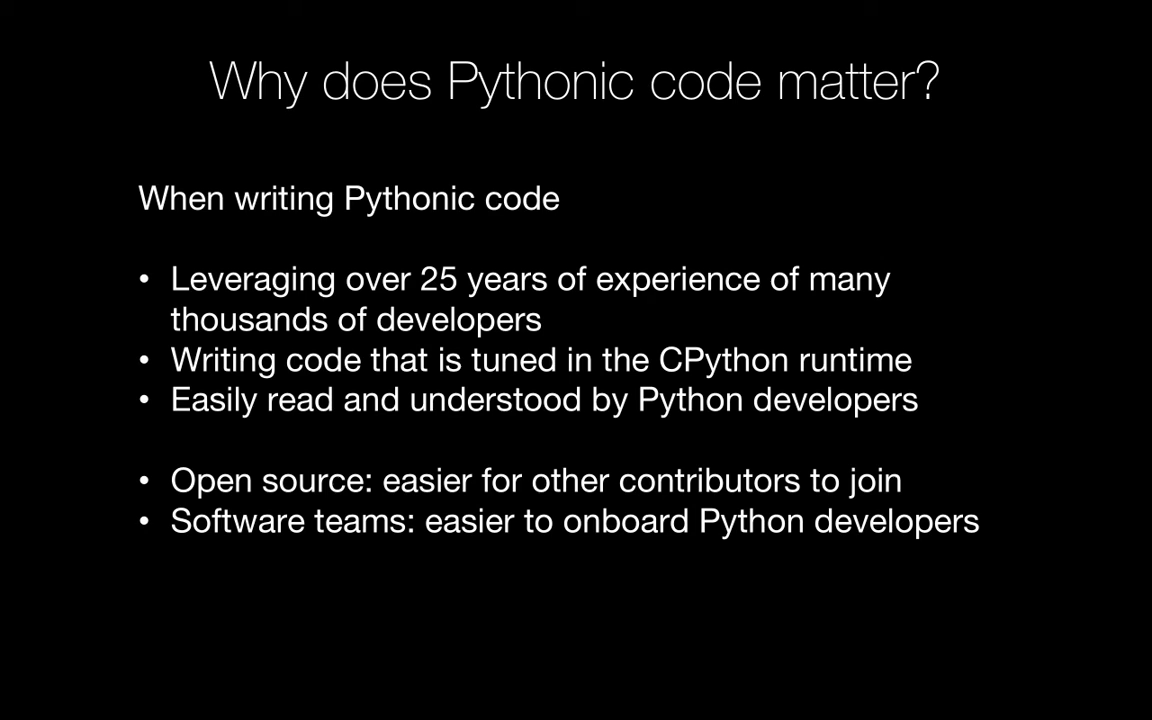 Why does Pythonic code matter?
When writing Pythonic code
• Leveraging over 25 years of experience of many
thousands of developers
• Writing code that is tuned in the CPython runtime
• Easily read and understood by Python developers
• Open source: easier for other contributors to join
• Software teams: easier to onboard Python developers